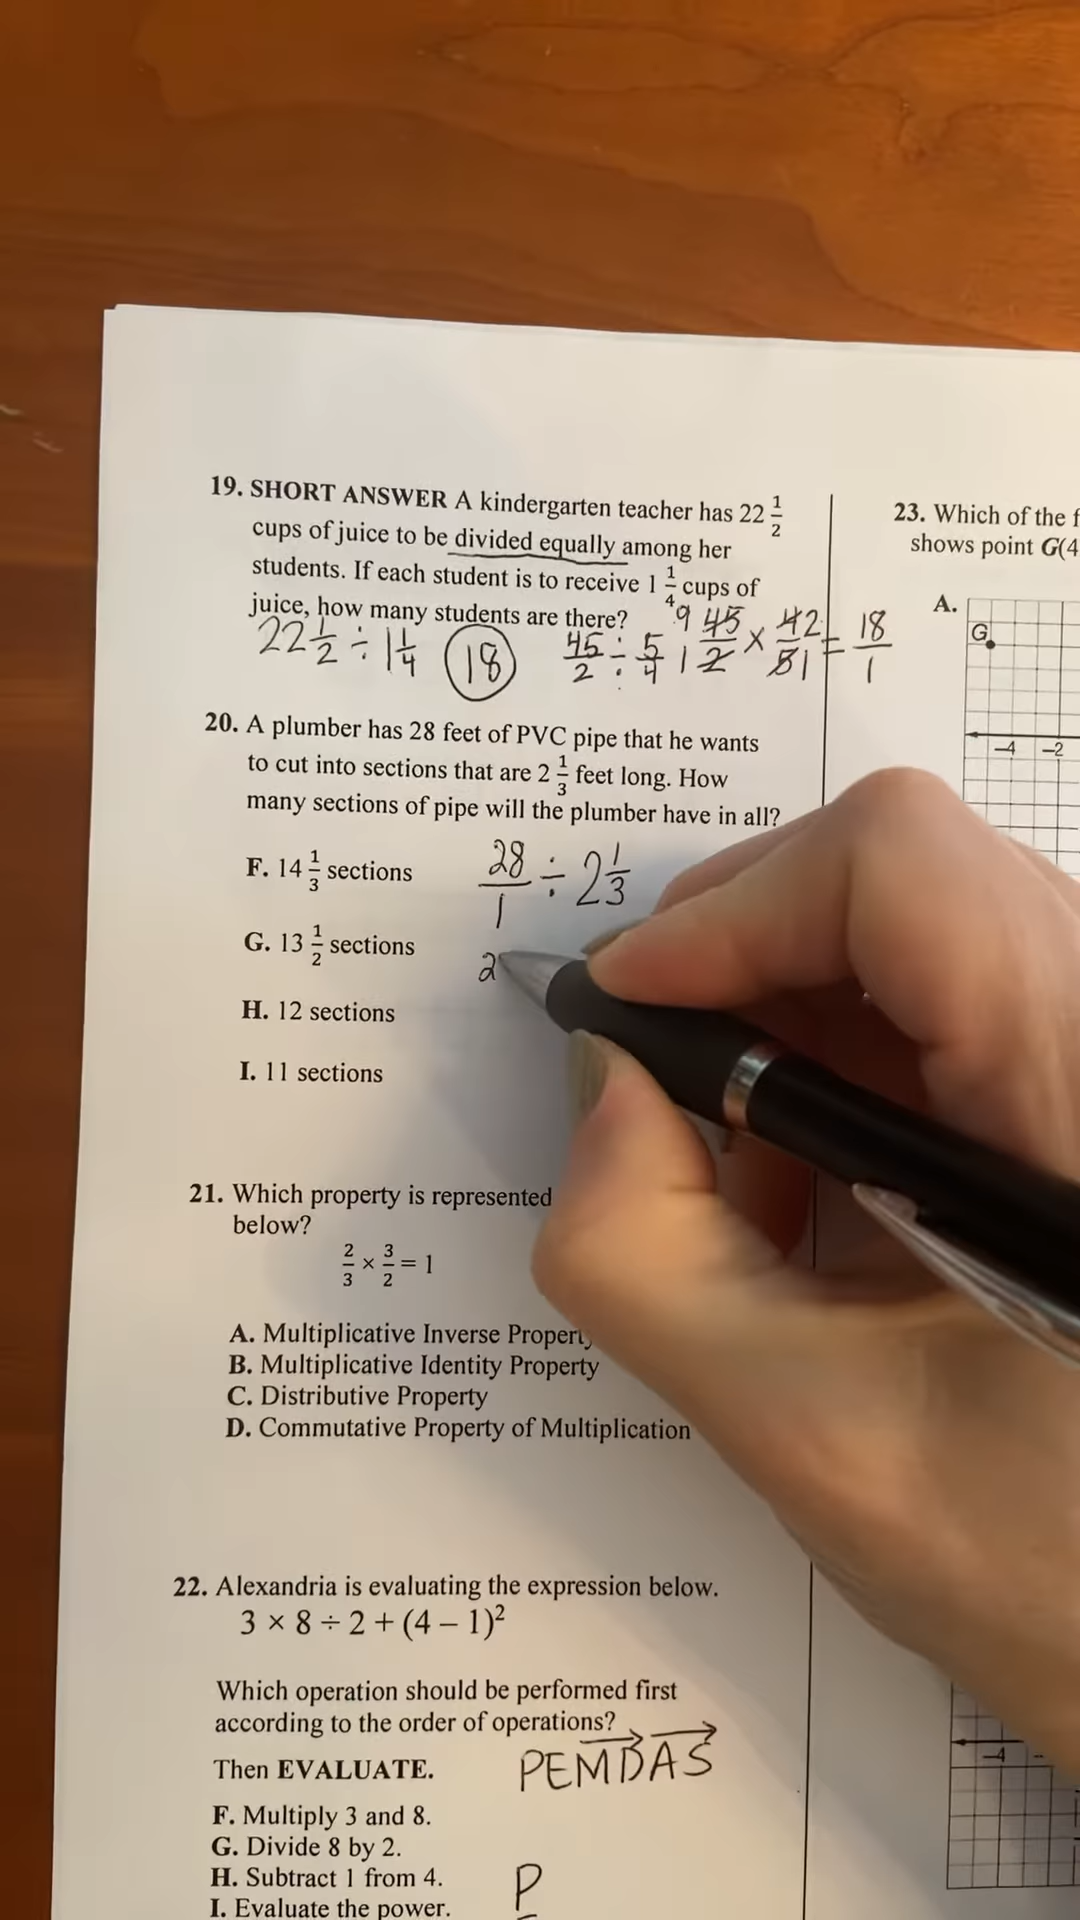 19. SHORT ANSWER A kindergarten teacher has 22 1/2
cups of juice to be divided equally among her
students. If each student is to receive 1 1/4 cups of
juice, how many students are there?
22 1/2 ÷ 1 1/4 18 45/2 ÷ 5/4 9 45/2 1 × 42/51 = 18/1
20. A plumber has 28 feet of PVC pipe that he wants
to cut into sections that are 2 1/3 feet long. How
many sections of pipe will the plumber have in all?
28/1 ÷ 2 1/3
F. 14 1/3 sections
G. 13 1/2 sections
2
H. 12 sections
I. 11 sections
21. Which property is represented
below?
2/3 × 3/2 = 1
A. Multiplicative Inverse Propert
B. Multiplicative Identity Property
C. Distributive Property
D. Commutative Property of Multiplication
22. Alexandria is evaluating the expression below.
3 × 8 ÷ 2 + (4 – 1)²
Which operation should be performed first
according to the order of operations?
Then EVALUATE.
PEMDAS
F. Multiply 3 and 8.
G. Divide 8 by 2.
H. Subtract 1 from 4.
P
I. Evaluate the power.
23. Which of the f
shows point G(4
A.
G
–4 –2
–4